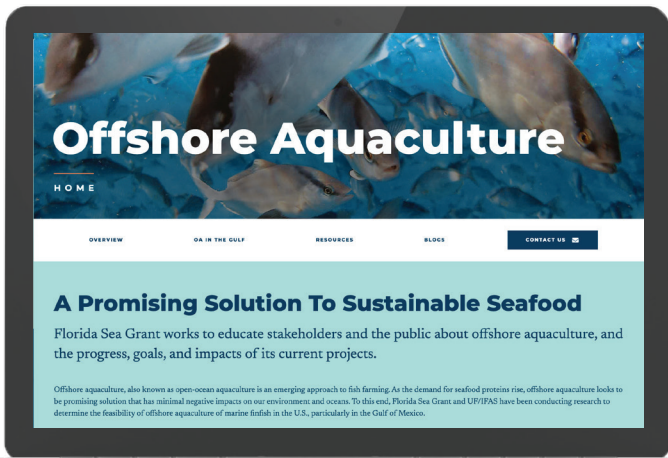 Offshore Aquaculture
HOME
OVERVIEW OA IN THE GULF RESOURCES BLOGS CONTACT US
A Promising Solution To Sustainable Seafood
Florida Sea Grant works to educate stakeholders and the public about offshore aquaculture, and
the progress, goals, and impacts of its current projects.
Offshore aquaculture, also known as open-ocean aquaculture is an emerging approach to fish farming. As the demand for seafood proteins rise, offshore aquaculture looks to
be promising solution that has minimal negative impacts on our environment and oceans. To this end, Florida Sea Grant and UF/IFAS have been conducting research to
determine the feasibility of offshore aquaculture of marine finfish in the U.S., particularly in the Gulf of Mexico.